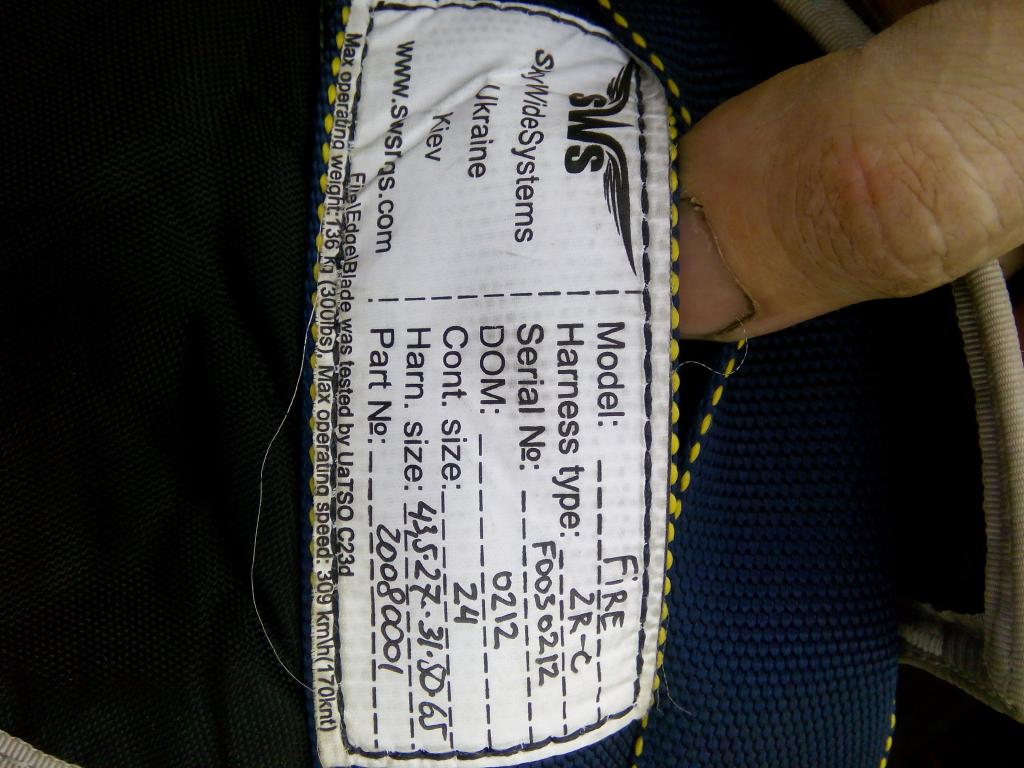 SWS
SkyWideSystems
Ukraine
Kiev
www.swsrigs.com
Model: FiRE
Harness type: 2R-C
Serial №: F0030212
DOM: 0212
Cont. size: 24
Harn. size: 43,5.27.31.80 65
Part №: 20080001
Fire\Edge\Blade was tested by UaTSO C23d
Max operating weight:136 kg (300lbs), Max operating speed: 309 km\h(170knt)